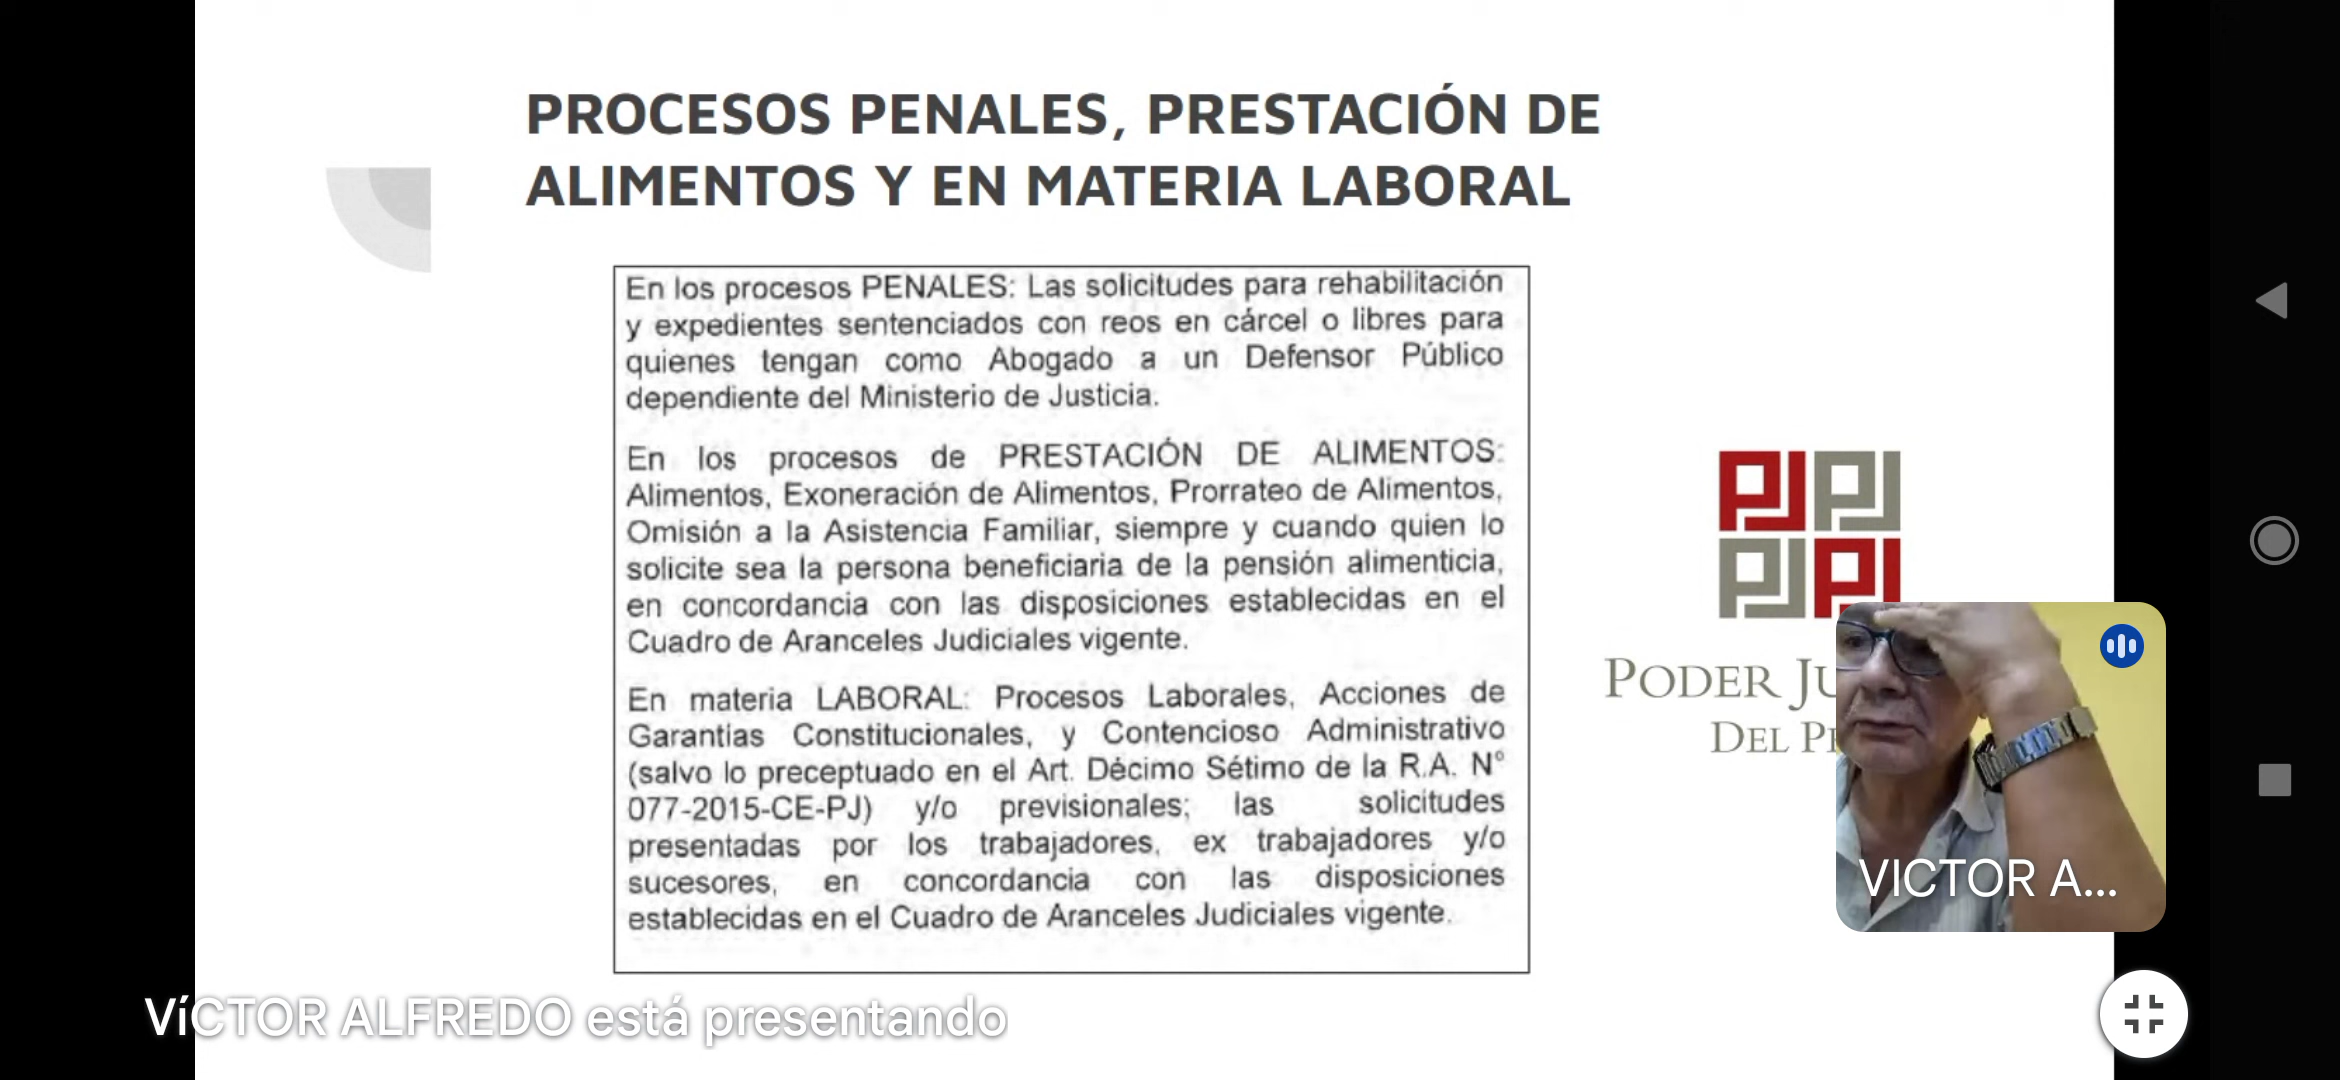 PROCESOS PENALES, PRESTACIÓN DE
ALIMENTOS Y EN MATERIA LABORAL
En los procesos PENALES: Las solicitudes para rehabilitación
y expedientes sentenciados con reos en cárcel o libres para
quienes tengan como Abogado a un Defensor Público
dependiente del Ministerio de Justicia.
En los procesos de PRESTACIÓN DE ALIMENTOS:
Alimentos, Exoneración de Alimentos, Prorrateo de Alimentos,
Omisión a la Asistencia Familiar, siempre y cuando quien lo
solicite sea la persona beneficiaria de la pensión alimenticia,
en concordancia con las disposiciones establecidas en el
Cuadro de Aranceles Judiciales vigente.
En materia LABORAL: Procesos Laborales, Acciones de
Garantias Constitucionales, y Contencioso Administrativo
(salvo lo preceptuado en el Art. Décimo Sétimo de la R.A. N°
077-2015-CE-PJ) y/o previsionales; las solicitudes
presentadas por los trabajadores, ex trabajadores y/o
sucesores, en concordancia con las disposiciones
establecidas en el Cuadro de Aranceles Judiciales vigente.
PJ PJ
PJ PJ
PODER JU
DEL P
VICTOR A...
VíCTOR ALFREDO está presentando